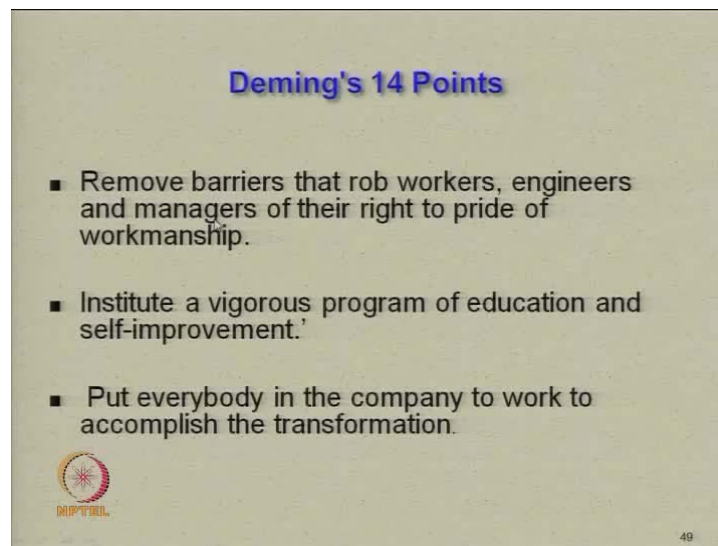 Deming's 14 Points
▪ Remove barriers that rob workers, engineers
and managers of their right to pride of
workmanship.
▪ Institute a vigorous program of education and
self-improvement.’
▪ Put everybody in the company to work to
accomplish the transformation.
NPTEL
49